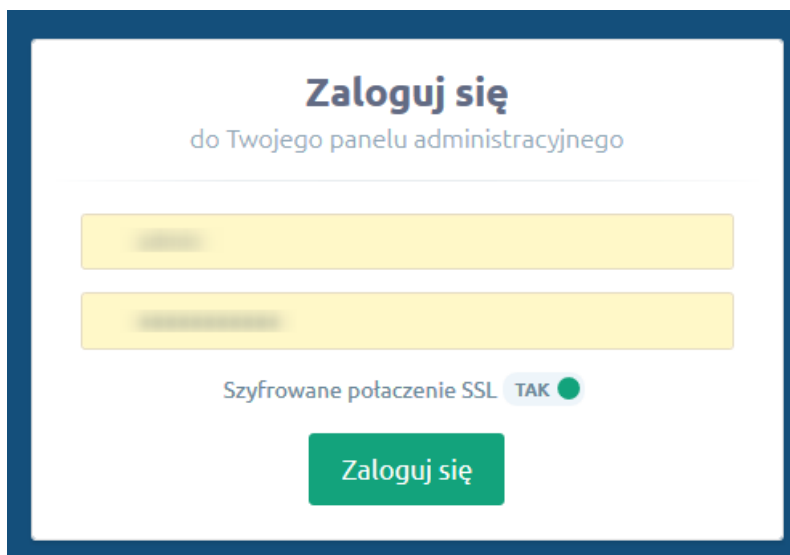 Zaloguj się
do Twojego panelu administracyjnego
Szyfrowane połaczenie SSL TAK
Zaloguj się